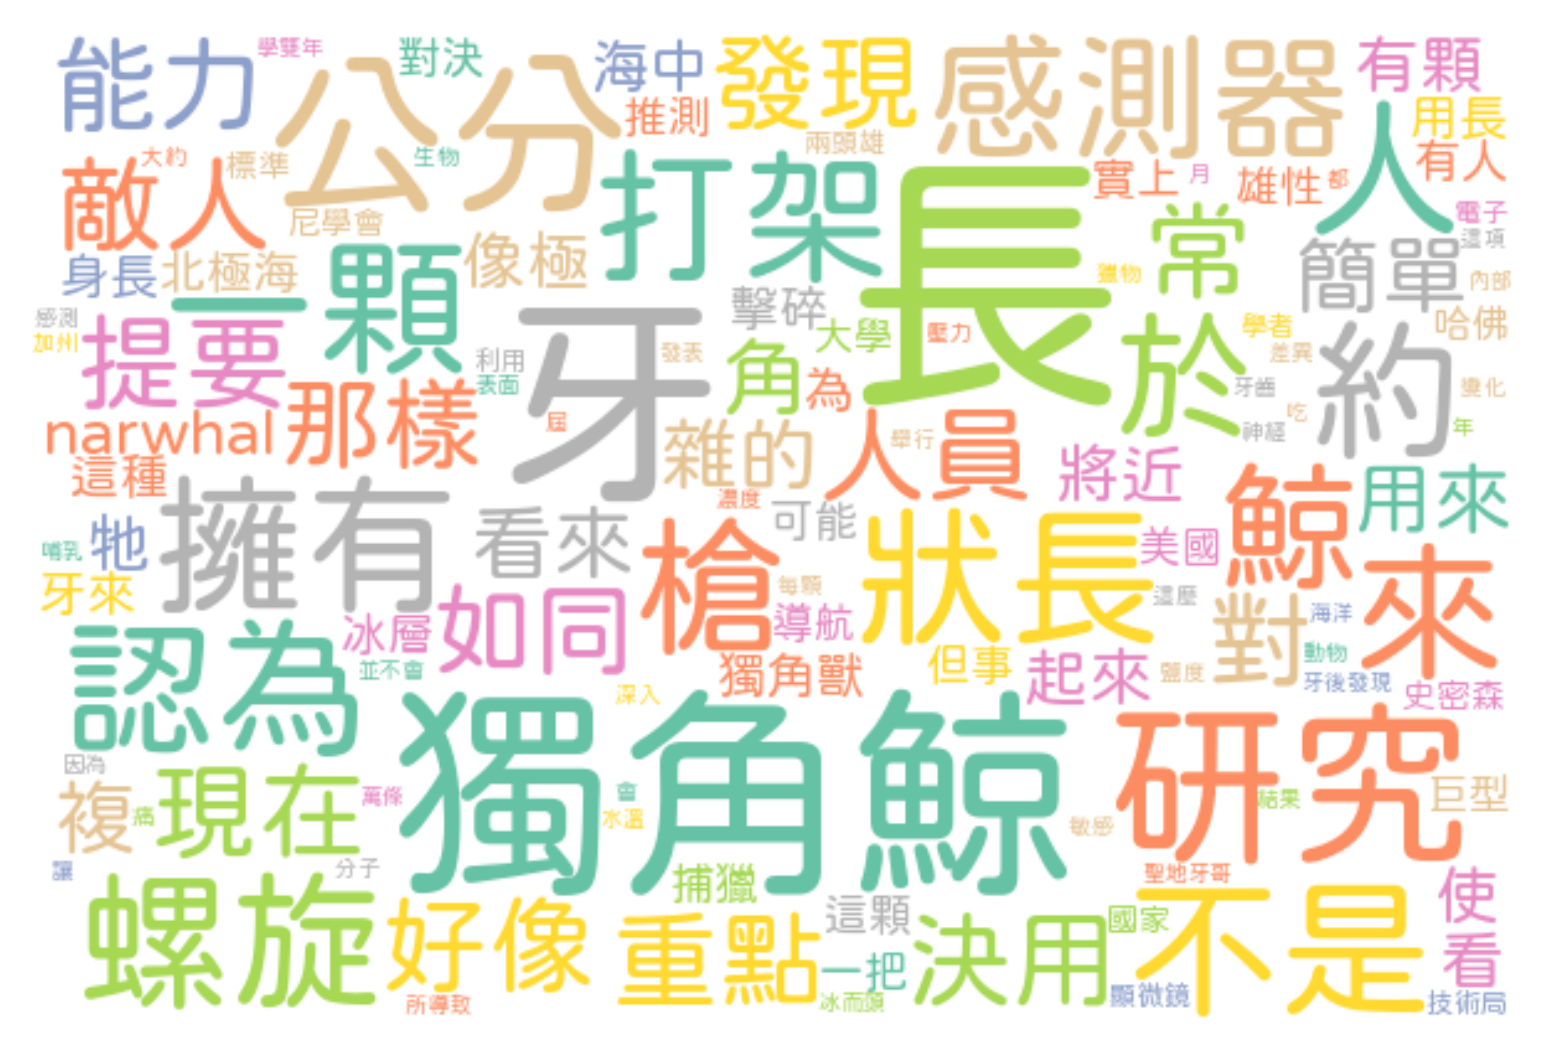 能力
學雙年
公分
對決
海中
推測
發現
感測器
有顆
用長
人
有人
兩頭雄
大約
標準
生物
敵人
打架
長
實上
月
雄性
都
電子
這項
尼學會
像極
常
簡單
身長
北極海
一顆
獵物
內部
牙
擊碎
感測
加州
提要
利用
表面
發表
角
大學
壓力
為
於
學者
差異
約
哈佛
牙齒
變化
narwhal
那樣
屆
雜的
人員
舉行
吃
神經
年
這種
將近
鯨
用來
擁有
看來
濃度
可能
槍
狀長
美國
來
哺乳
牠
牙來
每顆
這麼
對
海洋
冰層
如同
導航
動物
認為
並不會
獨角獸
但事
起來
鹽度
牙後發現
史密森
深入
獨角鯨
研究
因為
複
痛
現在
萬條
會
水溫
敏感
結果
巨型
讓
分子
捕獵
聖地牙哥
螺旋
好像
重點
這顆
決用
國家
不是
使
看
一把
所導致
冰而頭
顯微鏡
技術局